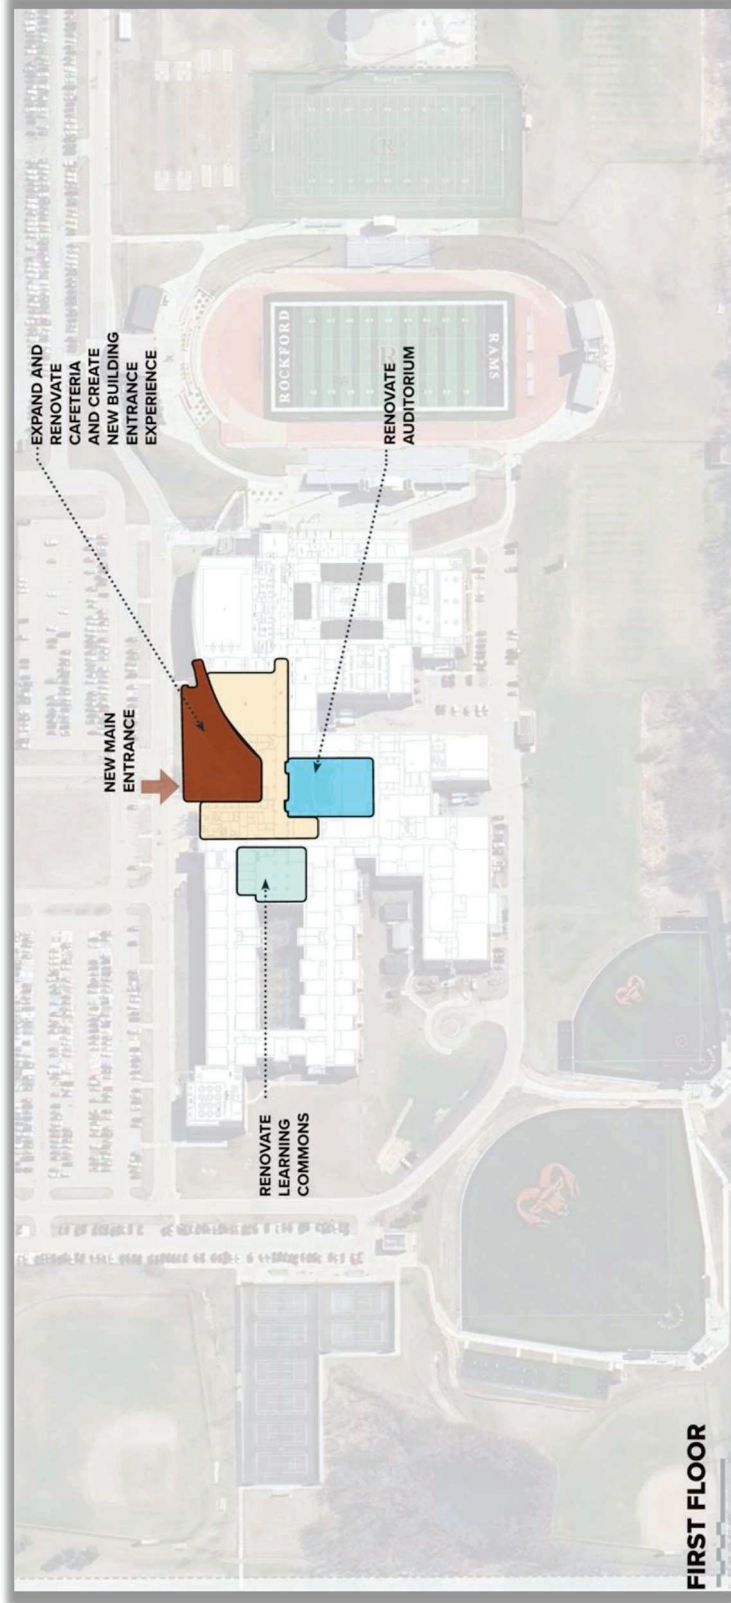 EXPAND AND
RENOVATE
CAFETERIA
AND CREATE
NEW BUILDING
ENTRANCE
EXPERIENCE
NEW MAIN
ENTRANCE
RENOVATE
AUDITORIUM
RENOVATE
LEARNING
COMMONS
ROCKFORD
R
RAMS
R
FIRST FLOOR